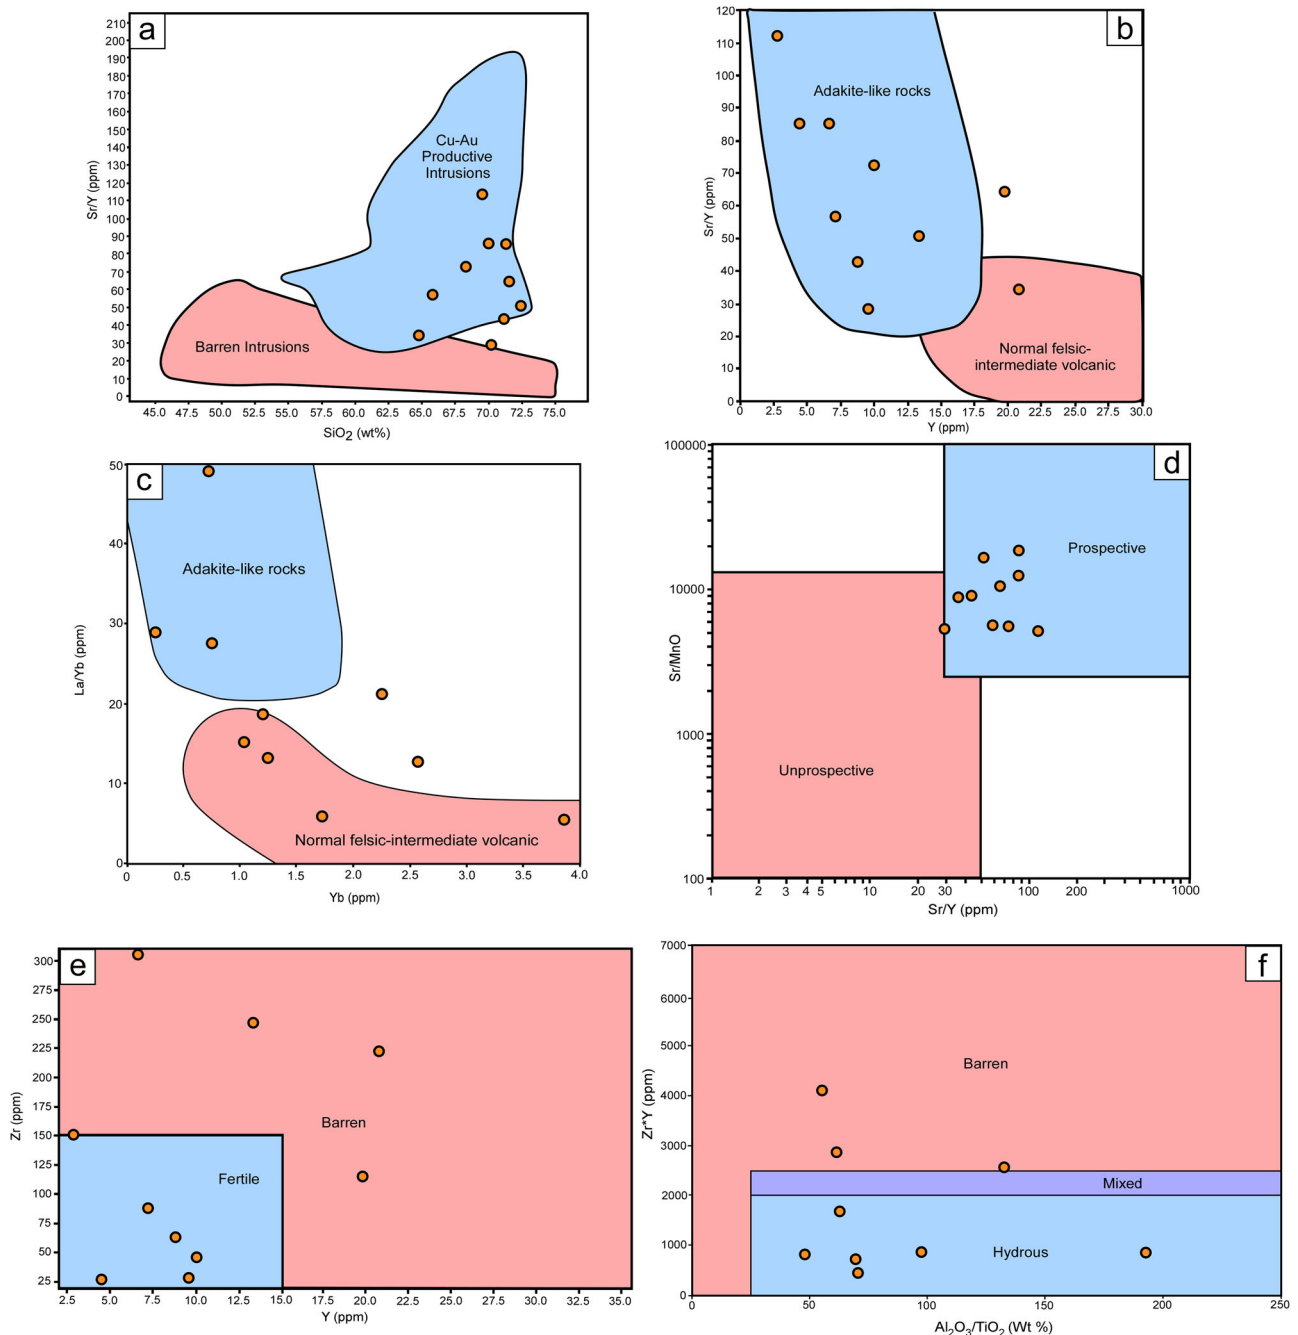 a
210
200
190
180
170
160
150
140
130
120
110
100
90
80
70
60
50
40
30
20
10
0
Sr/Y (ppm)
Cu-Au
Productive
Intrusions
Barren Intrusions
45.0 47.5 50.0 52.5 55.0 57.5 60.0 62.5 65.0 67.5 70.0 72.5 75.0
SiO2 (wt%)
b
120
110
100
90
80
70
60
50
40
30
20
10
0
Sr/Y (ppm)
Adakite-like rocks
Normal felsic-
intermediate volcanic
0 2.5 5.0 7.5 10.0 12.5 15.0 17.5 20.0 22.5 25.0 27.5 30.0
Y (ppm)
c
50
40
30
20
10
0
La/Yb (ppm)
Adakite-like rocks
Normal felsic-intermediate volcanic
0 0.5 1.0 1.5 2.0 2.5 3.0 3.5 4.0
Yb (ppm)
d
100000
10000
1000
100
Sr/MnO
Prospective
Unprospective
1 2 3 4 5 10 20 30 100 200 1000
Sr/Y (ppm)
e
300
275
250
225
200
175
150
125
100
75
50
25
Zr (ppm)
Barren
Fertile
2.5 5.0 7.5 10.0 12.5 15.0 17.5 20.0 22.5 25.0 27.5 30.0 32.5 35.0
Y (ppm)
f
7000
6000
5000
4000
3000
2000
1000
0
Zr*Y (ppm)
Barren
Mixed
Hydrous
0 50 100 150 200 250
Al2O3/TiO2 (Wt %)